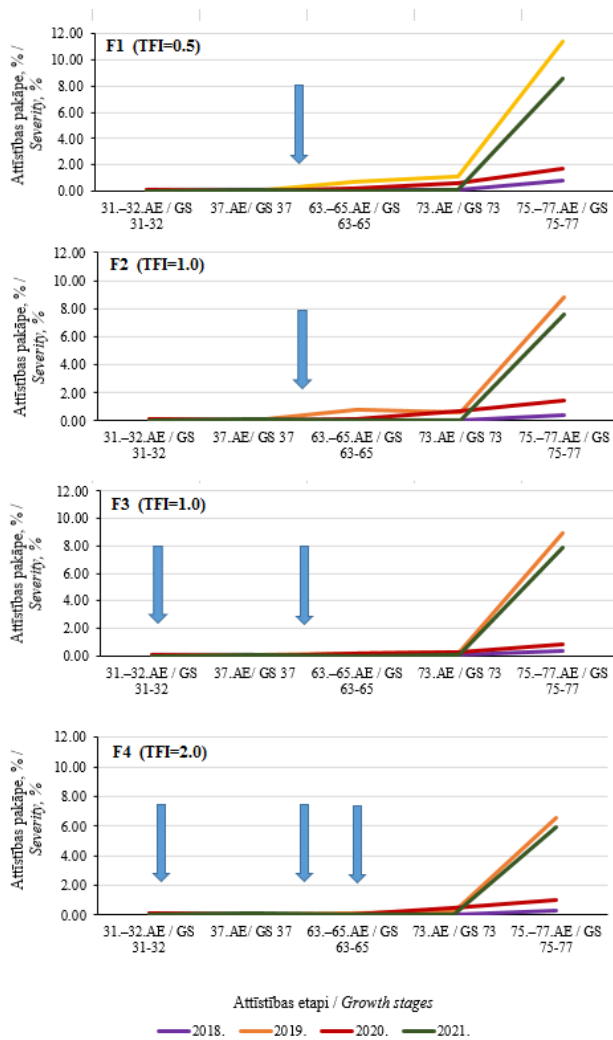 F1 (TFI=0.5)
Attīstības pakāpe, % /
Severity, %
12.00
10.00
8.00
6.00
4.00
2.00
0.00
31.–32.AE / GS
31-32
37.AE/ GS 37
63.–65.AE / GS
63-65
73.AE / GS 73
75.–77.AE / GS
75-77
F2 (TFI=1.0)
Attīstības pakāpe, % /
Severity, %
12.00
10.00
8.00
6.00
4.00
2.00
0.00
31.–32.AE / GS
31-32
37.AE/ GS 37
63.–65.AE / GS
63-65
73.AE / GS 73
75.–77.AE / GS
75-77
F3 (TFI=1.0)
Attīstības pakāpe, % /
Severity, %
12.00
10.00
8.00
6.00
4.00
2.00
0.00
31.–32.AE / GS
31-32
37.AE/ GS 37
63.–65.AE / GS
63-65
73.AE / GS 73
75.–77.AE / GS
75-77
F4 (TFI=2.0)
Attīstības pakāpe, % /
Severity, %
12.00
10.00
8.00
6.00
4.00
2.00
0.00
31.–32.AE / GS
31-32
37.AE/ GS 37
63.–65.AE / GS
63-65
73.AE / GS 73
75.–77.AE / GS
75-77
Attīstības etapi / Growth stages
2018. 2019. 2020. 2021.